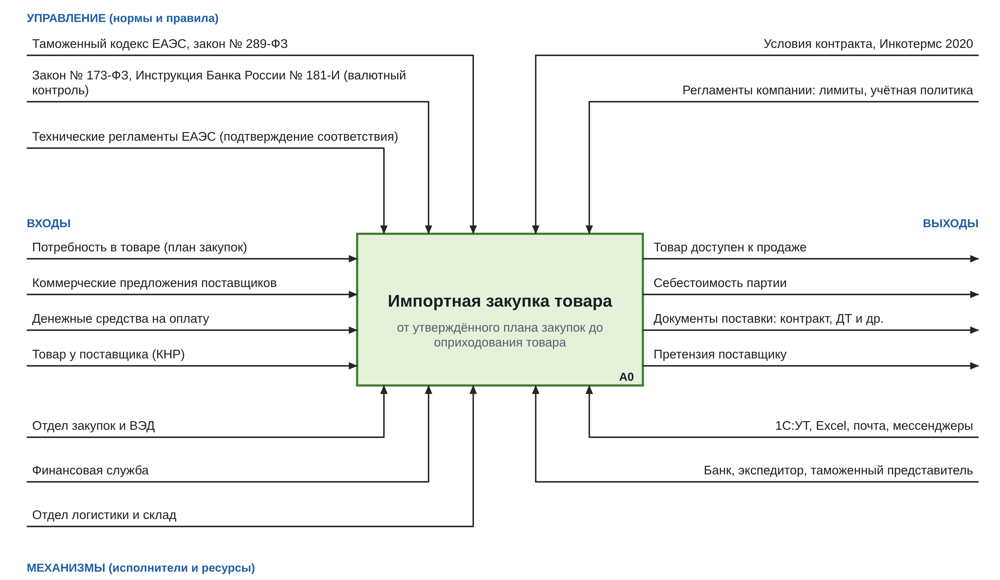 УПРАВЛЕНИЕ (нормы и правила)
Таможенный кодекс ЕАЭС, закон № 289-ФЗ
Условия контракта, Инкотермс 2020
Закон № 173-ФЗ, Инструкция Банка России № 181-И (валютный
контроль)
Регламенты компании: лимиты, учётная политика
Технические регламенты ЕАЭС (подтверждение соответствия)
ВХОДЫ
ВЫХОДЫ
Потребность в товаре (план закупок)
Коммерческие предложения поставщиков
Денежные средства на оплату
Товар у поставщика (КНР)
Импортная закупка товара
от утверждённого плана закупок до
оприходования товара
А0
Товар доступен к продаже
Себестоимость партии
Документы поставки: контракт, ДТ и др.
Претензия поставщику
Отдел закупок и ВЭД
1С:УТ, Excel, почта, мессенджеры
Финансовая служба
Банк, экспедитор, таможенный представитель
Отдел логистики и склад
МЕХАНИЗМЫ (исполнители и ресурсы)